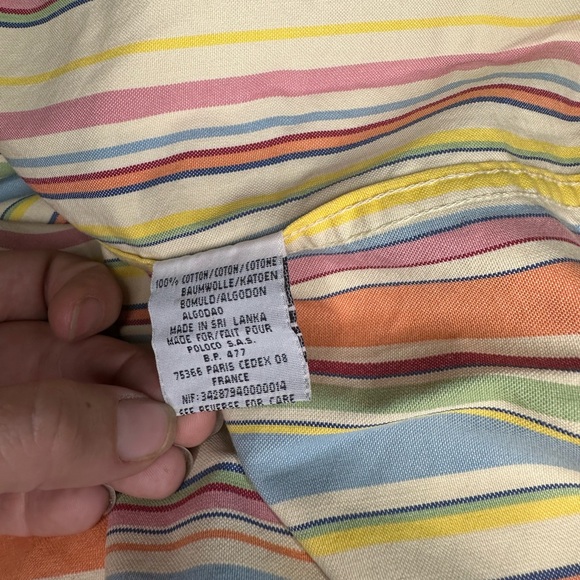 100% COTTON/COTON/COTONE
BAUMWOLLE/KATOEN
BOMULD/ALGODON
ALGODAO
MADE IN SRI LANKA
MADE FOR/FAIT POUR
POLOCO S.A.S.
B.P. 477
75366 PARIS CEDEX 08
FRANCE
NIF:34287940000014
SEE REVERSE FOR CARE